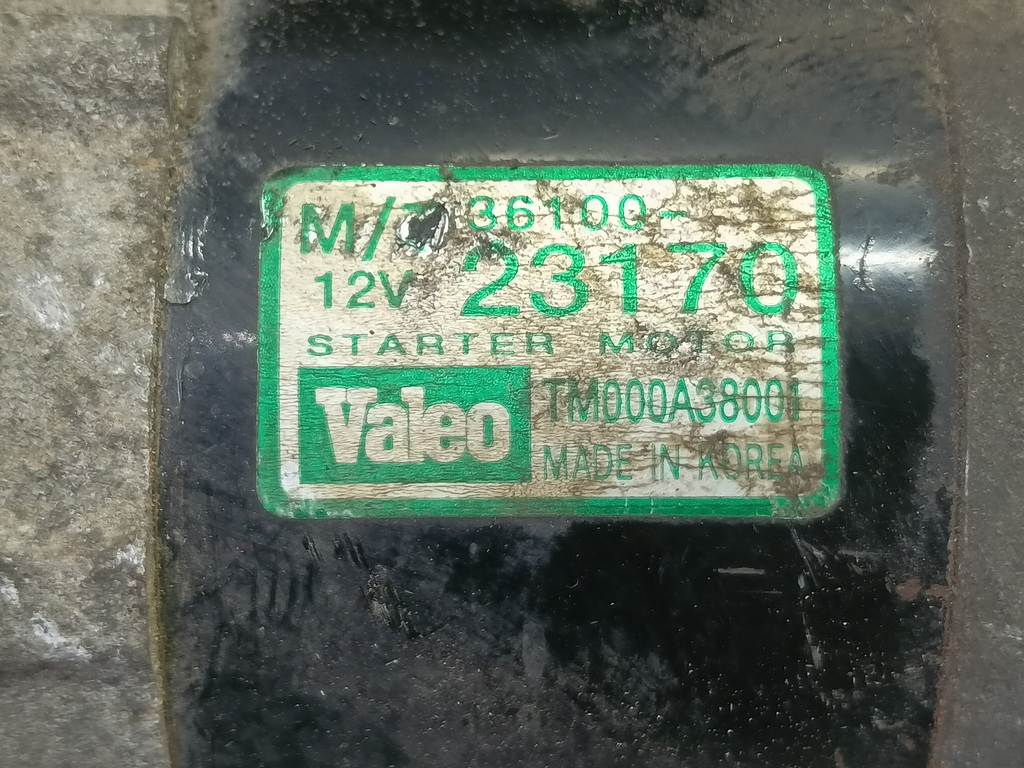 M/T 36100-
12V 23170
STARTER MOTOR
Valeo TM000A38001
MADE IN KOREA